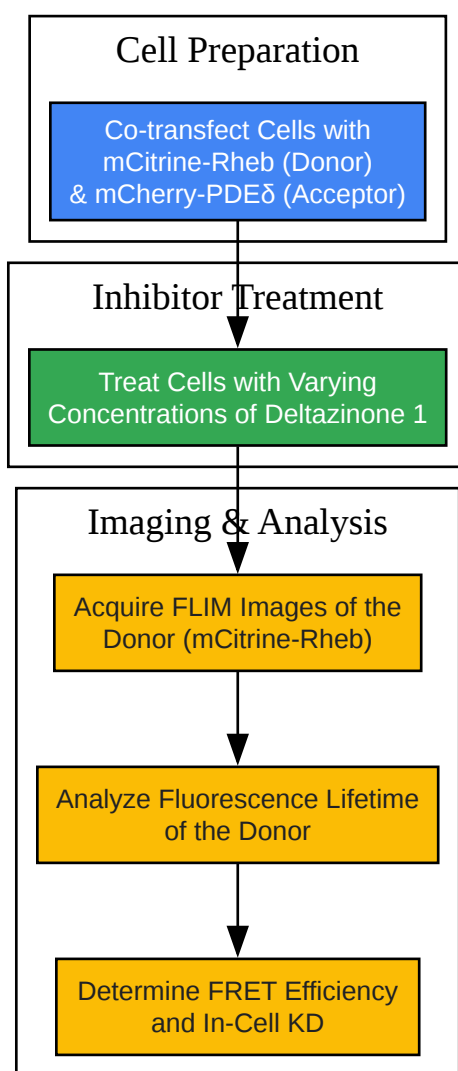 Cell Preparation
Co-transfect Cells with
mCitrine-Rheb (Donor)
& mCherry-PDEδ (Acceptor)
Inhibitor Treatment
Treat Cells with Varying
Concentrations of Deltazinone 1
Imaging & Analysis
Acquire FLIM Images of the
Donor (mCitrine-Rheb)
Analyze Fluorescence Lifetime
of the Donor
Determine FRET Efficiency
and In-Cell KD